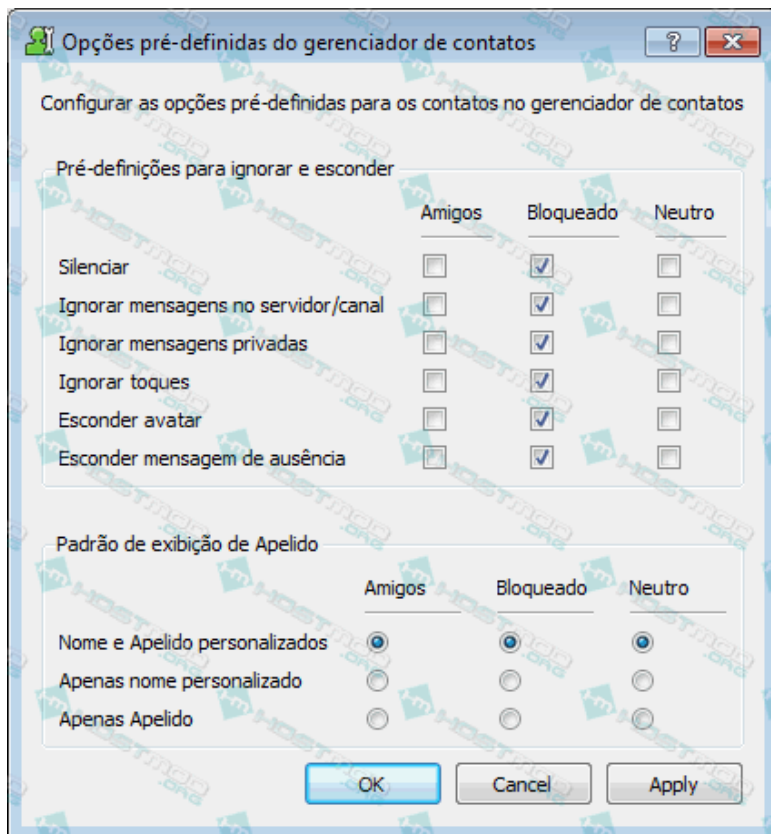 Opções pré-definidas do gerenciador de contatos
Configurar as opções pré-definidas para os contatos no gerenciador de contatos
Pré-definições para ignorar e esconder
Amigos Bloqueado Neutro
Silenciar
Ignorar mensagens no servidor/canal
Ignorar mensagens privadas
Ignorar toques
Esconder avatar
Esconder mensagem de ausência
Padrão de exibição de Apelido
Amigos Bloqueado Neutro
Nome e Apelido personalizados
Apenas nome personalizado
Apenas Apelido
OK Cancel Apply
HOSTMOD
.ORG